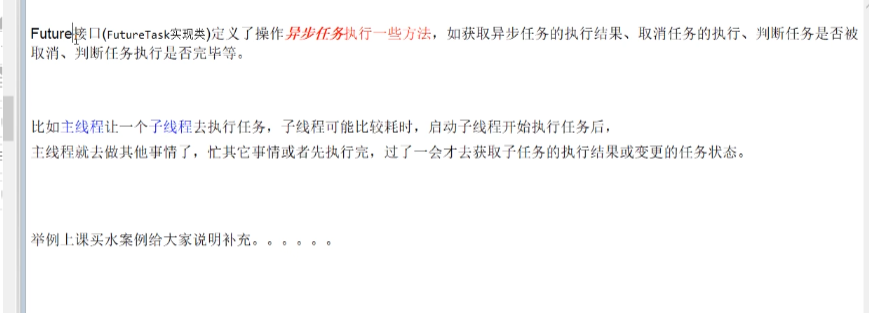 Future接口(FutureTask实现类)定义了操作异步任务执行一些方法，如获取异步任务的执行结果、取消任务的执行、判断任务是否被
取消、判断任务执行是否完毕等。
比如主线程让一个子线程去执行任务，子线程可能比较耗时，启动子线程开始执行任务后，
主线程就去做其他事情了，忙其它事情或者先执行完，过了一会才去获取子任务的执行结果或变更的任务状态。
举例上课买水案例给大家说明补充。。。。。。